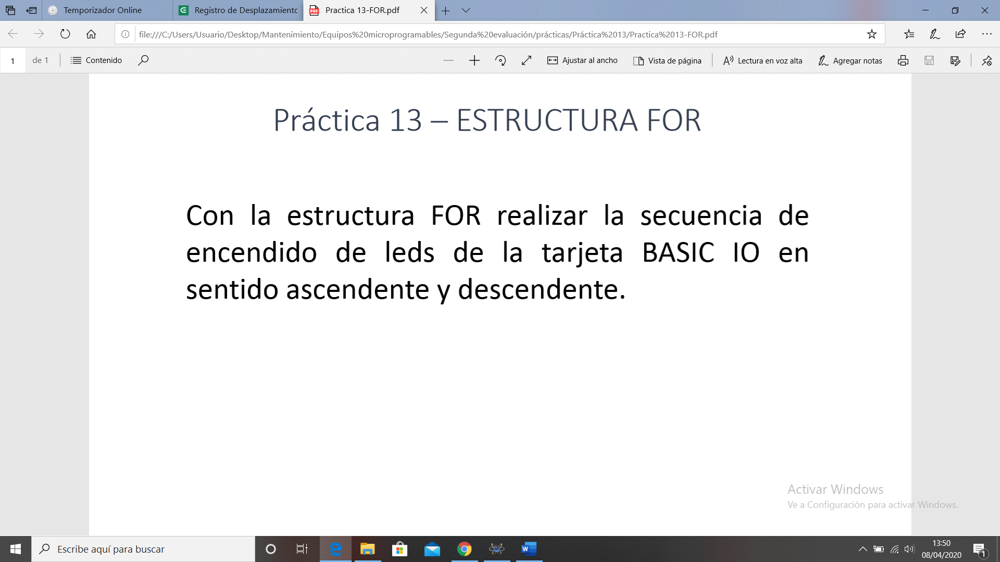 Temporizador Online
Registro de Desplazamiento
Practica 13-FOR.pdf
file:///C:/Users/Usuario/Desktop/Mantenimiento/Equipos%20microprogramables/Segunda%20evaluación/prácticas/Práctica%2013/Practica%2013-FOR.pdf
1 de 1 Contenido Ajustar al ancho Vista de página Lectura en voz alta Agregar notas
Práctica 13 – ESTRUCTURA FOR
Con la estructura FOR realizar la secuencia de
encendido de leds de la tarjeta BASIC IO en
sentido ascendente y descendente.
Activar Windows
Ve a Configuración para activar Windows.
Escribe aquí para buscar
13:50
08/04/2020
1